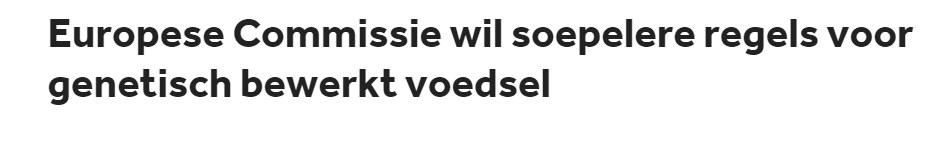 Europese Commissie wil soepelere regels voor
genetisch bewerkt voedsel